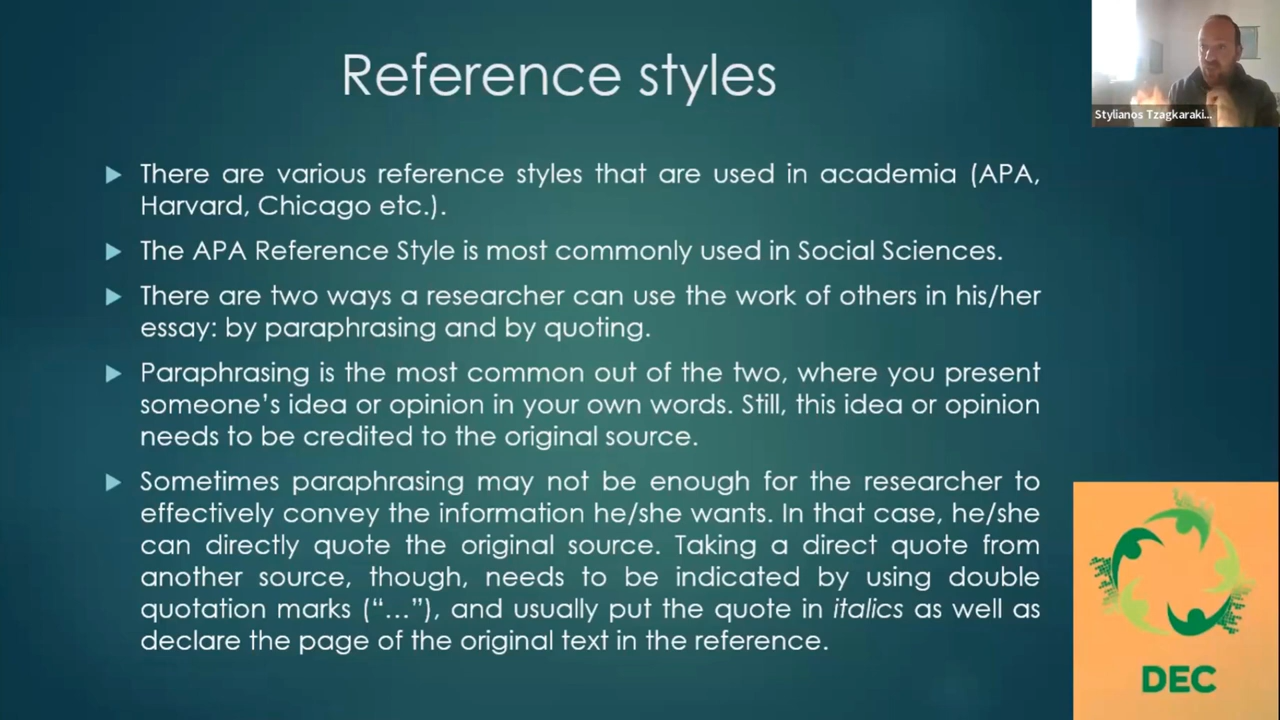 Reference styles
Stylianos Tzagkaraki...
There are various reference styles that are used in academia (APA,
Harvard, Chicago etc.).
The APA Reference Style is most commonly used in Social Sciences.
There are two ways a researcher can use the work of others in his/her
essay: by paraphrasing and by quoting.
Paraphrasing is the most common out of the two, where you present
someone’s idea or opinion in your own words. Still, this idea or opinion
needs to be credited to the original source.
Sometimes paraphrasing may not be enough for the researcher to
effectively convey the information he/she wants. In that case, he/she
can directly quote the original source. Taking a direct quote from
another source, though, needs to be indicated by using double
quotation marks (“…”), and usually put the quote in italics as well as
declare the page of the original text in the reference.
DEC